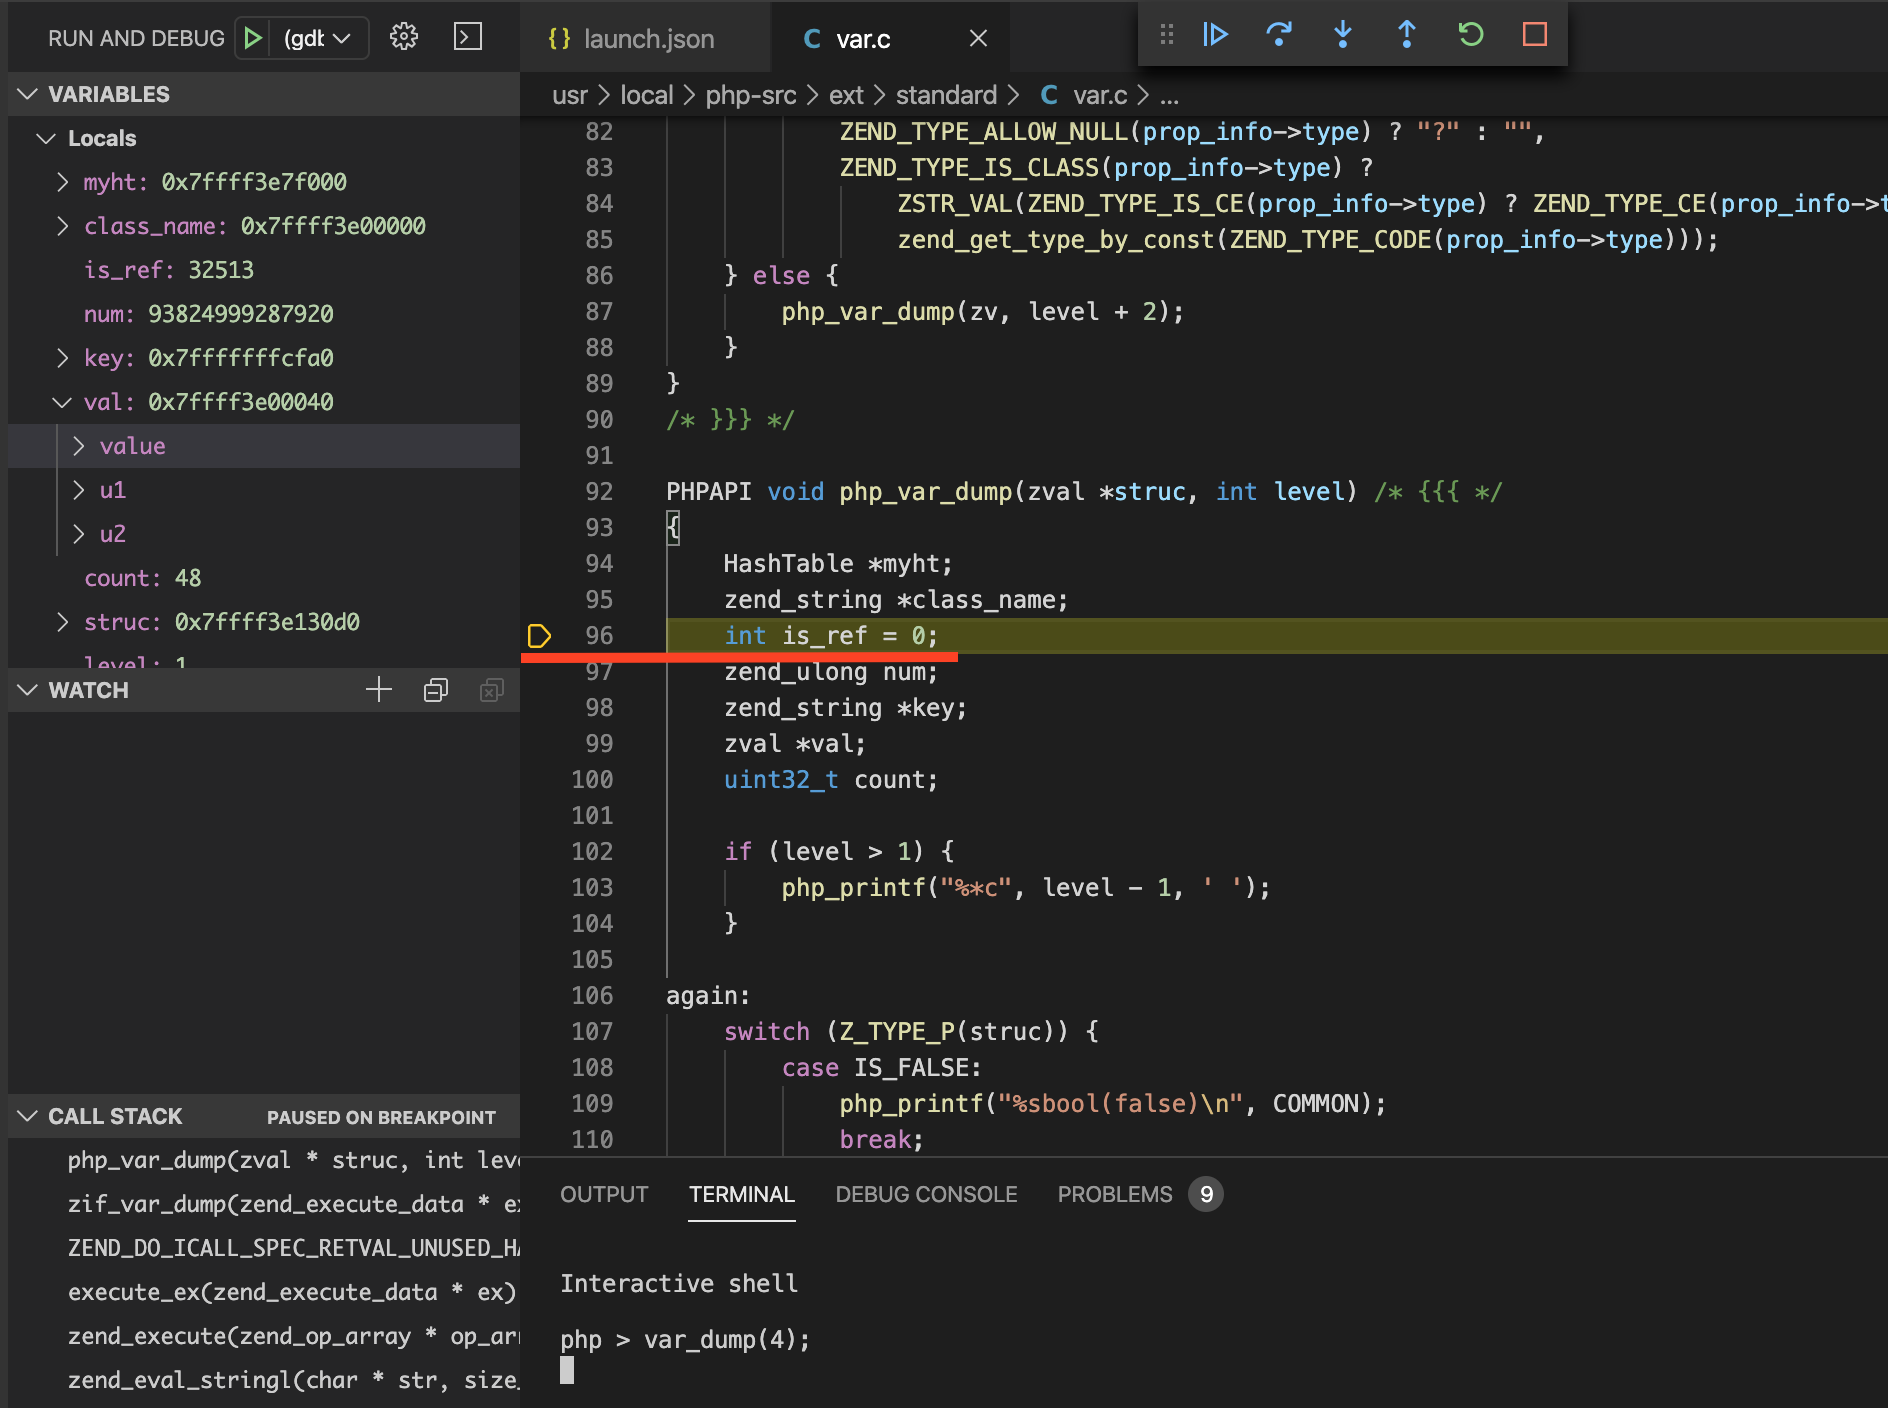 RUN AND DEBUG (gdb
launch.json
C var.c
VARIABLES
Locals
myht: 0x7ffff3e7f000
class_name: 0x7ffff3e00000
is_ref: 32513
num: 93824999287920
key: 0x7fffffffcfa0
val: 0x7ffff3e00040
value
u1
u2
count: 48
struc: 0x7ffff3e130d0
level: 1
WATCH
CALL STACK PAUSED ON BREAKPOINT
php_var_dump(zval * struc, int leve
zif_var_dump(zend_execute_data * ex
ZEND_DO_ICALL_SPEC_RETVAL_UNUSED_HA
execute_ex(zend_execute_data * ex)
zend_execute(zend_op_array * op_arr
zend_eval_stringl(char * str, size_
usr > local > php-src > ext > standard > C var.c > ...
82 ZEND_TYPE_ALLOW_NULL(prop_info->type) ? "?" : "",
83 ZEND_TYPE_IS_CLASS(prop_info->type) ?
84 ZSTR_VAL(ZEND_TYPE_IS_CE(prop_info->type) ? ZEND_TYPE_CE(prop_info->t
85 zend_get_type_by_const(ZEND_TYPE_CODE(prop_info->type)));
86 } else {
87 php_var_dump(zv, level + 2);
88 }
89 }
90 /* }}} */
91
92 PHPAPI void php_var_dump(zval *struc, int level) /* {{{ */
93 {
94 HashTable *myht;
95 zend_string *class_name;
96 int is_ref = 0;
97 zend_ulong num;
98 zend_string *key;
99 zval *val;
100 uint32_t count;
101
102 if (level > 1) {
103 php_printf("%*c", level - 1, ' ');
104 }
105
106 again:
107 switch (Z_TYPE_P(struc)) {
108 case IS_FALSE:
109 php_printf("%sbool(false)\n", COMMON);
110 break;
OUTPUT TERMINAL DEBUG CONSOLE PROBLEMS 9
Interactive shell
php > var_dump(4);